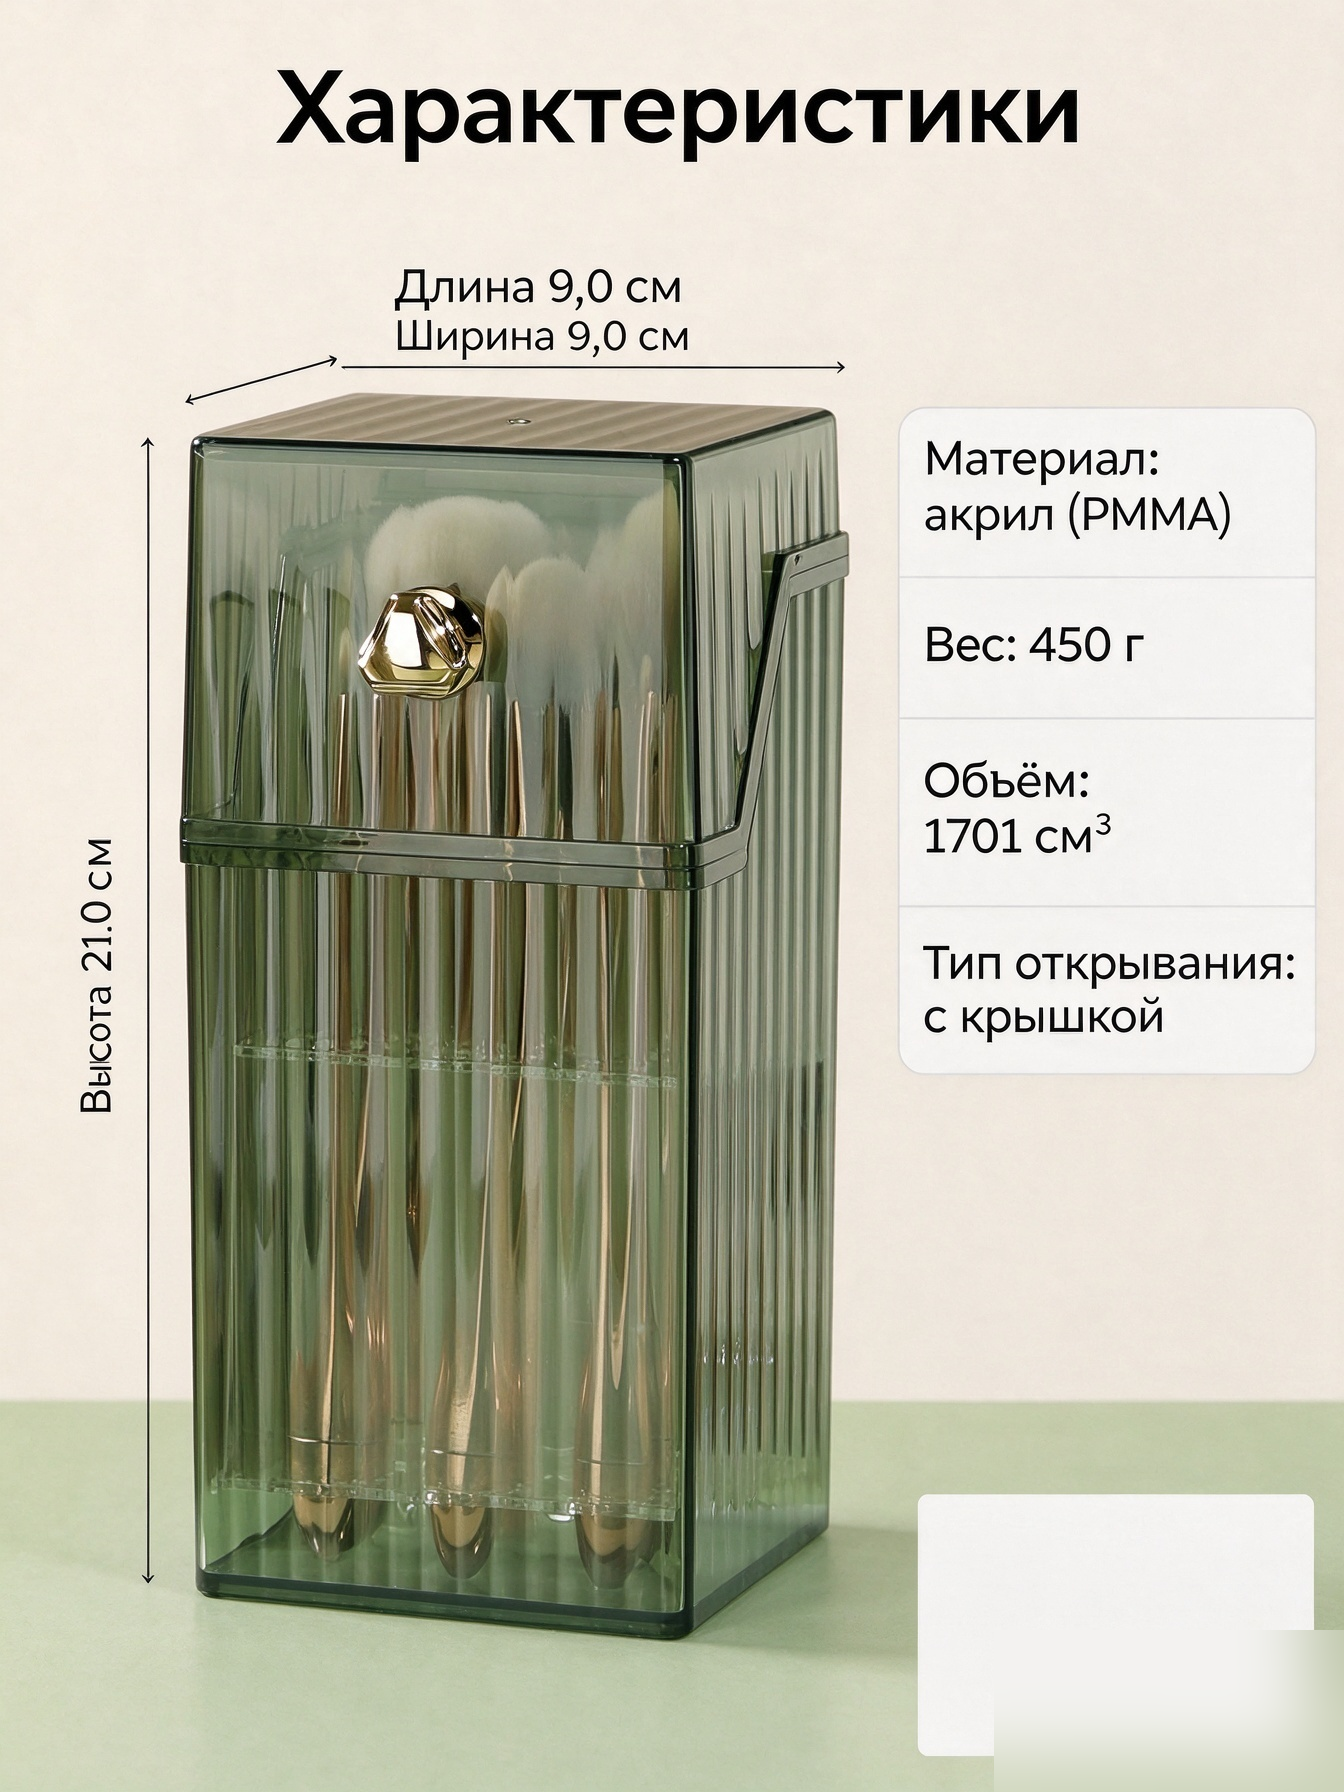 Характеристики
Длина 9,0 см
Ширина 9,0 см
Высота 21.0 см
Материал:
акрил (PMMA)
Вес: 450 г
Объём:
1701 см³
Тип открывания:
с крышкой